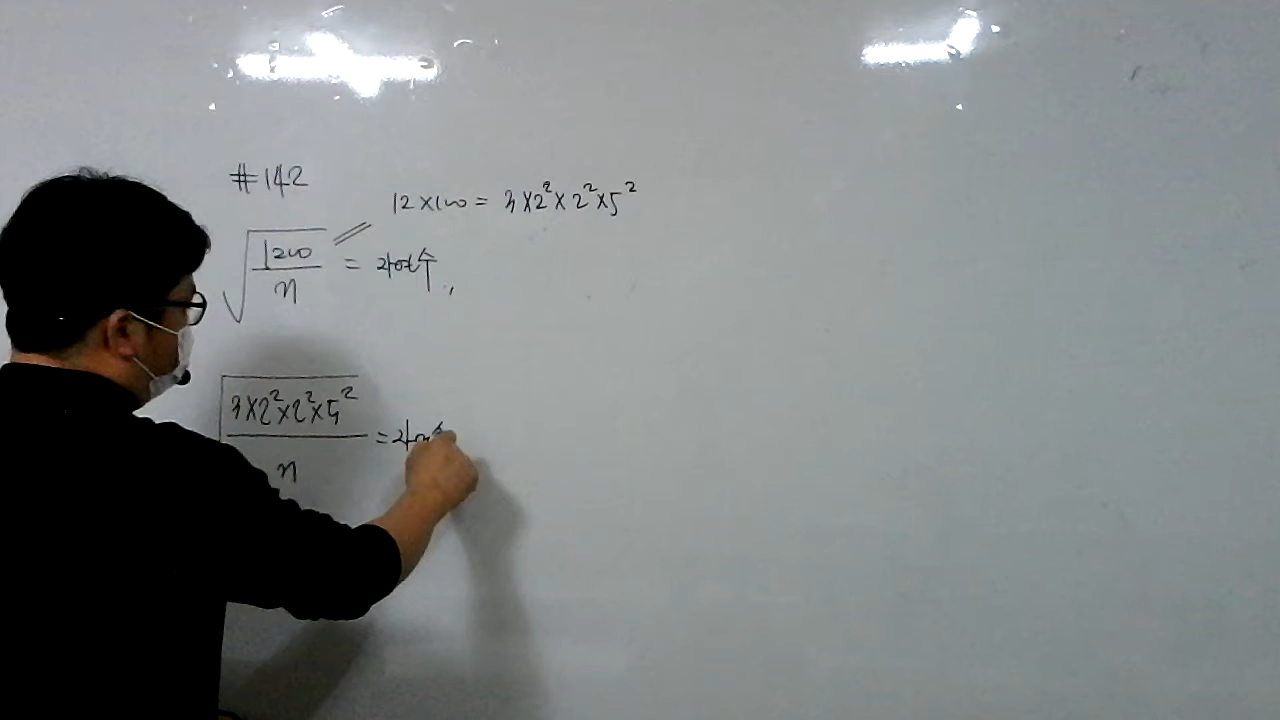 #142
12×100 = 3×2²×2²×5²
√(1200/n) = 자연수,
√(3×2²×2²×5²/n) = 자연수